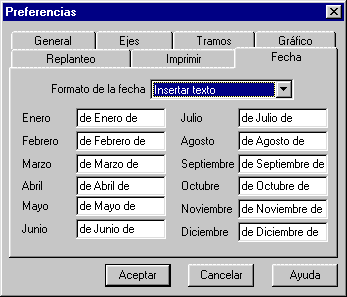 Preferencias
General Ejes Tramos Gráfico
Replanteo Imprimir Fecha
Formato de la fecha Insertar texto
Enero de Enero de Julio de Julio de
Febrero de Febrero de Agosto de Agosto de
Marzo de Marzo de Septiembre de Septiembre de
Abril de Abril de Octubre de Octubre de
Mayo de Mayo de Noviembre de Noviembre de
Junio de Junio de Diciembre de Diciembre de
Aceptar Cancelar Ayuda